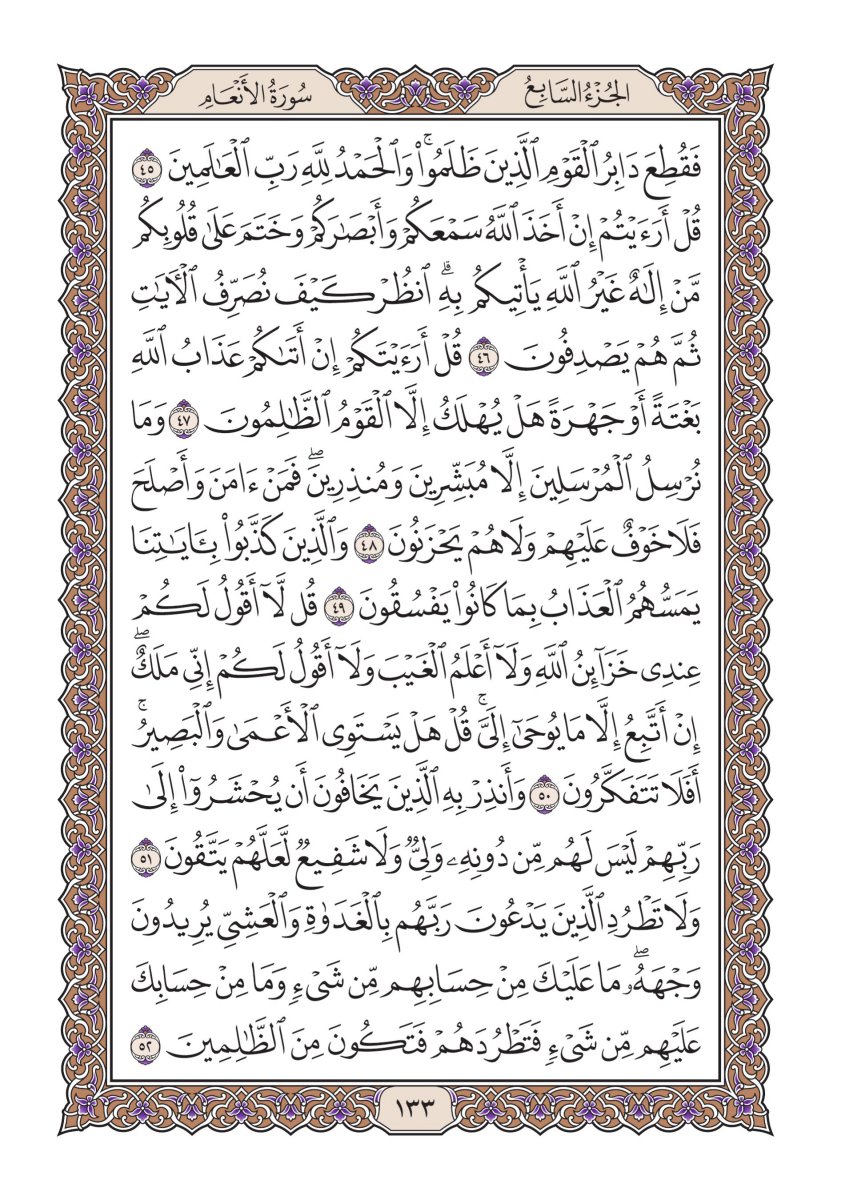 الجُزْءُ السَّابِعُ
سُورَةُ الأَنْعَامِ
فَقُطِعَ دَابِرُ ٱلۡقَوۡمِ ٱلَّذِينَ ظَلَمُواْۚ وَٱلۡحَمۡدُ لِلَّهِ رَبِّ ٱلۡعَٰلَمِينَ ٤٥
قُلۡ أَرَءَيۡتُمۡ إِنۡ أَخَذَ ٱللَّهُ سَمۡعَكُمۡ وَأَبۡصَٰرَكُمۡ وَخَتَمَ عَلَىٰ قُلُوبِكُم
مَّنۡ إِلَٰهٌ غَيۡرُ ٱللَّهِ يَأۡتِيكُم بِهِۗ ٱنظُرۡ كَيۡفَ نُصَرِّفُ ٱلۡأٓيَٰتِ
ثُمَّ هُمۡ يَصۡدِفُونَ ٤٦ قُلۡ أَرَءَيۡتَكُمۡ إِنۡ أَتَىٰكُمۡ عَذَابُ ٱللَّهِ
بَغۡتَةً أَوۡ جَهۡرَةً هَلۡ يُهۡلَكُ إِلَّا ٱلۡقَوۡمُ ٱلظَّٰلِمُونَ ٤٧ وَمَا
نُرۡسِلُ ٱلۡمُرۡسَلِينَ إِلَّا مُبَشِّرِينَ وَمُنذِرِينَۖ فَمَنۡ ءَامَنَ وَأَصۡلَحَ
فَلَا خَوۡفٌ عَلَيۡهِمۡ وَلَا هُمۡ يَحۡزَنُونَ ٤٨ وَٱلَّذِينَ كَذَّبُواْ بِـَٔايَٰتِنَا
يَمَسُّهُمُ ٱلۡعَذَابُ بِمَا كَانُواْ يَفۡسُقُونَ ٤٩ قُل لَّآ أَقُولُ لَكُمۡ
عِندِي خَزَآئِنُ ٱللَّهِ وَلَآ أَعۡلَمُ ٱلۡغَيۡبَ وَلَآ أَقُولُ لَكُمۡ إِنِّي مَلَكٌۖ
إِنۡ أَتَّبِعُ إِلَّا مَا يُوحَىٰٓ إِلَيَّۚ قُلۡ هَلۡ يَسۡتَوِي ٱلۡأَعۡمَىٰ وَٱلۡبَصِيرُۚ
أَفَلَا تَتَفَكَّرُونَ ٥٠ وَأَنذِرۡ بِهِ ٱلَّذِينَ يَخَافُونَ أَن يُحۡشَرُوٓاْ إِلَىٰ
رَبِّهِمۡ لَيۡسَ لَهُم مِّن دُونِهِۦ وَلِيٌّ وَلَا شَفِيعٌ لَّعَلَّهُمۡ يَتَّقُونَ ٥١
وَلَا تَطۡرُدِ ٱلَّذِينَ يَدۡعُونَ رَبَّهُم بِٱلۡغَدَوٰةِ وَٱلۡعَشِيِّ يُرِيدُونَ
وَجۡهَهُۥۖ مَا عَلَيۡكَ مِنۡ حِسَابِهِم مِّن شَيۡءٖ وَمَا مِنۡ حِسَابِكَ
عَلَيۡهِم مِّن شَيۡءٖ فَتَطۡرُدَهُمۡ فَتَكُونَ مِنَ ٱلظَّٰلِمِينَ ٥٢
١٣٣